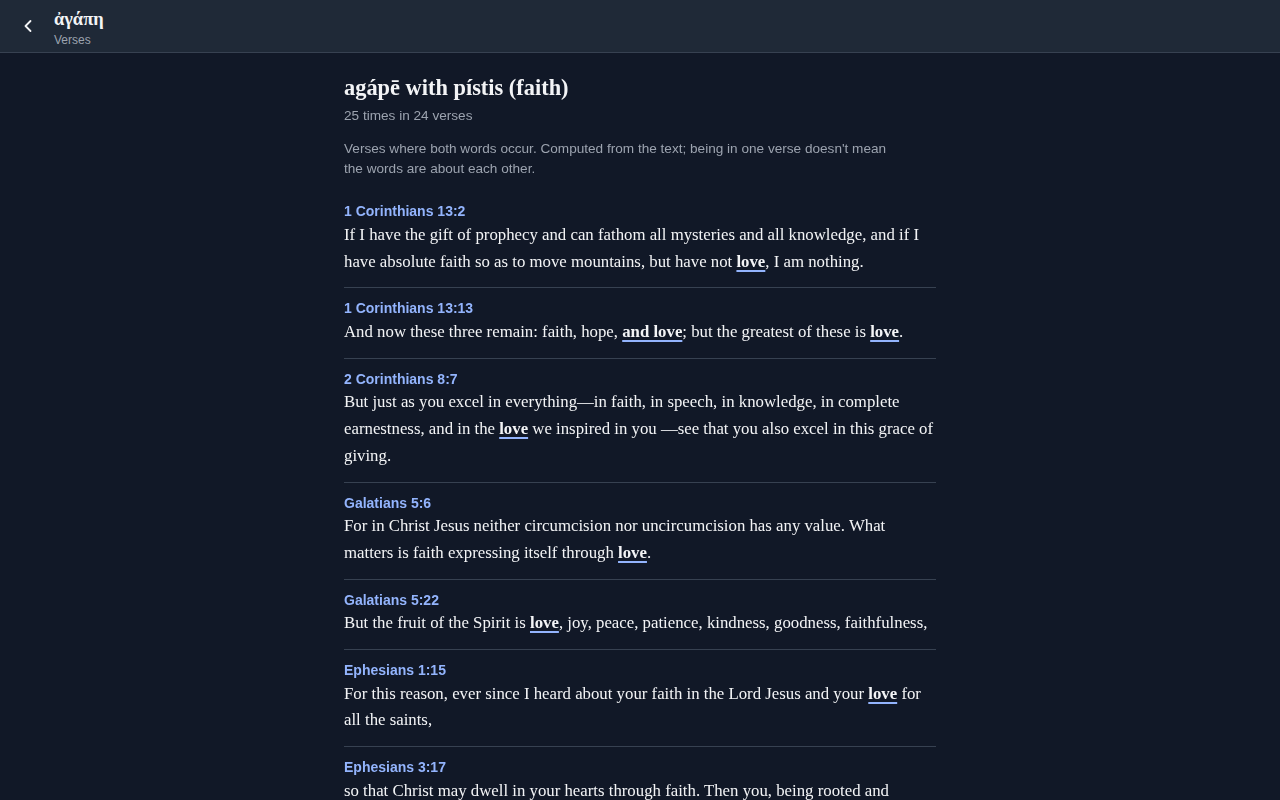 ἀγάπη
Verses
agápē with pístis (faith)
25 times in 24 verses
Verses where both words occur. Computed from the text; being in one verse doesn't mean
the words are about each other.
1 Corinthians 13:2
If I have the gift of prophecy and can fathom all mysteries and all knowledge, and if I
have absolute faith so as to move mountains, but have not love, I am nothing.
1 Corinthians 13:13
And now these three remain: faith, hope, and love; but the greatest of these is love.
2 Corinthians 8:7
But just as you excel in everything—in faith, in speech, in knowledge, in complete
earnestness, and in the love we inspired in you —see that you also excel in this grace of
giving.
Galatians 5:6
For in Christ Jesus neither circumcision nor uncircumcision has any value. What
matters is faith expressing itself through love.
Galatians 5:22
But the fruit of the Spirit is love, joy, peace, patience, kindness, goodness, faithfulness,
Ephesians 1:15
For this reason, ever since I heard about your faith in the Lord Jesus and your love for
all the saints,
Ephesians 3:17
so that Christ may dwell in your hearts through faith. Then you, being rooted and